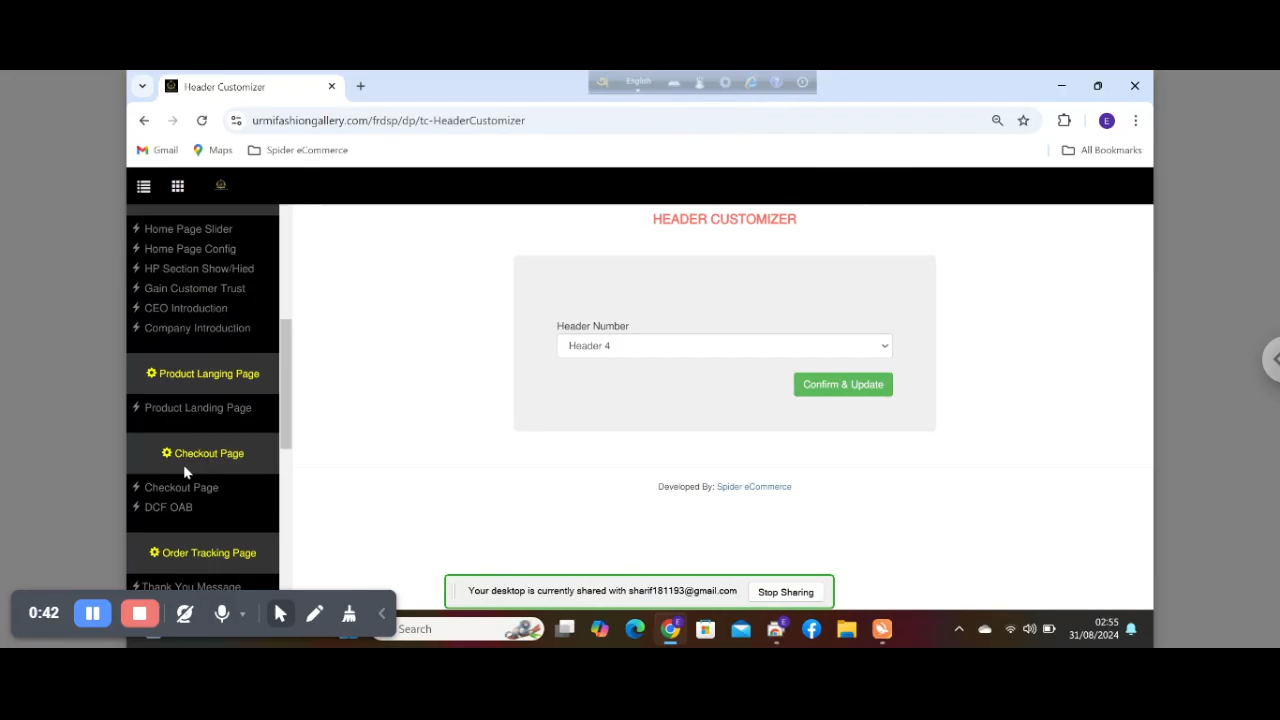 Header Customizer
English
urmifashiongallery.com/frdsp/dp/tc-HeaderCustomizer
E
Gmail
Maps
Spider eCommerce
All Bookmarks
HEADER CUSTOMIZER
Home Page Slider
Home Page Config
HP Section Show/Hied
Gain Customer Trust
CEO Introduction
Company Introduction
Header Number
Header 4
Confirm & Update
Product Langing Page
Product Landing Page
Checkout Page
Checkout Page
DCF OAB
Developed By: Spider eCommerce
Order Tracking Page
Thank You Message
Your desktop is currently shared with sharif181193@gmail.com
Stop Sharing
0:42
Search
02:55
31/08/2024